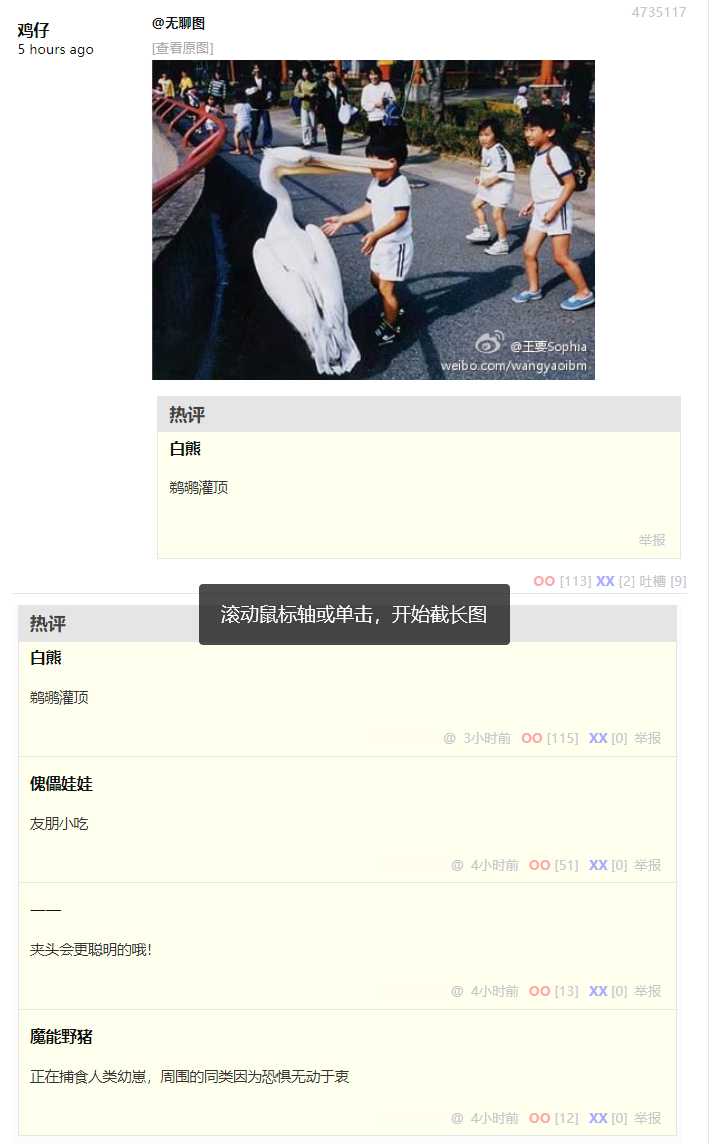 4735117
鸡仔
5 hours ago
@无聊图
[查看原图]
@王要Sophia
weibo.com/wangyaoibm
热评
白熊
鹈鹕灌顶
举报
OO [113] XX [2] 吐槽 [9]
滚动鼠标轴或单击，开始截长图
热评
白熊
鹈鹕灌顶
@ 3小时前 OO [115] XX [0] 举报
傀儡娃娃
友朋小吃
@ 4小时前 OO [51] XX [0] 举报
一一
夹头会更聪明的哦！
@ 4小时前 OO [13] XX [0] 举报
魔能野猪
正在捕食人类幼崽，周围的同类因为恐惧无动于衷
@ 4小时前 OO [12] XX [0] 举报